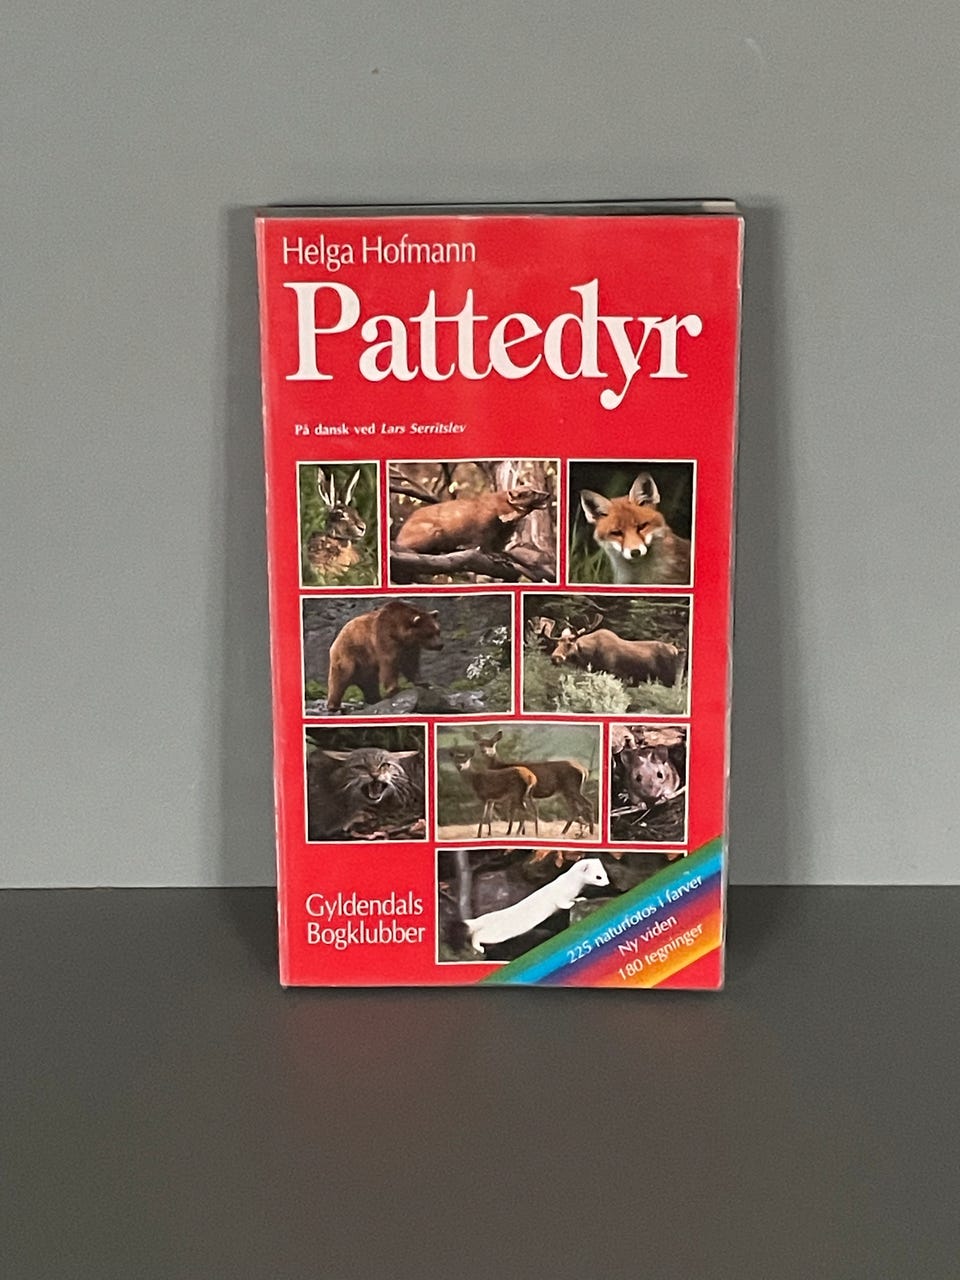 Helga Hofmann
Pattedyr
På dansk ved Lars Serritslev
Gyldendals
Bogklubber
225 naturfotos i farver
Ny viden
180 tegninger